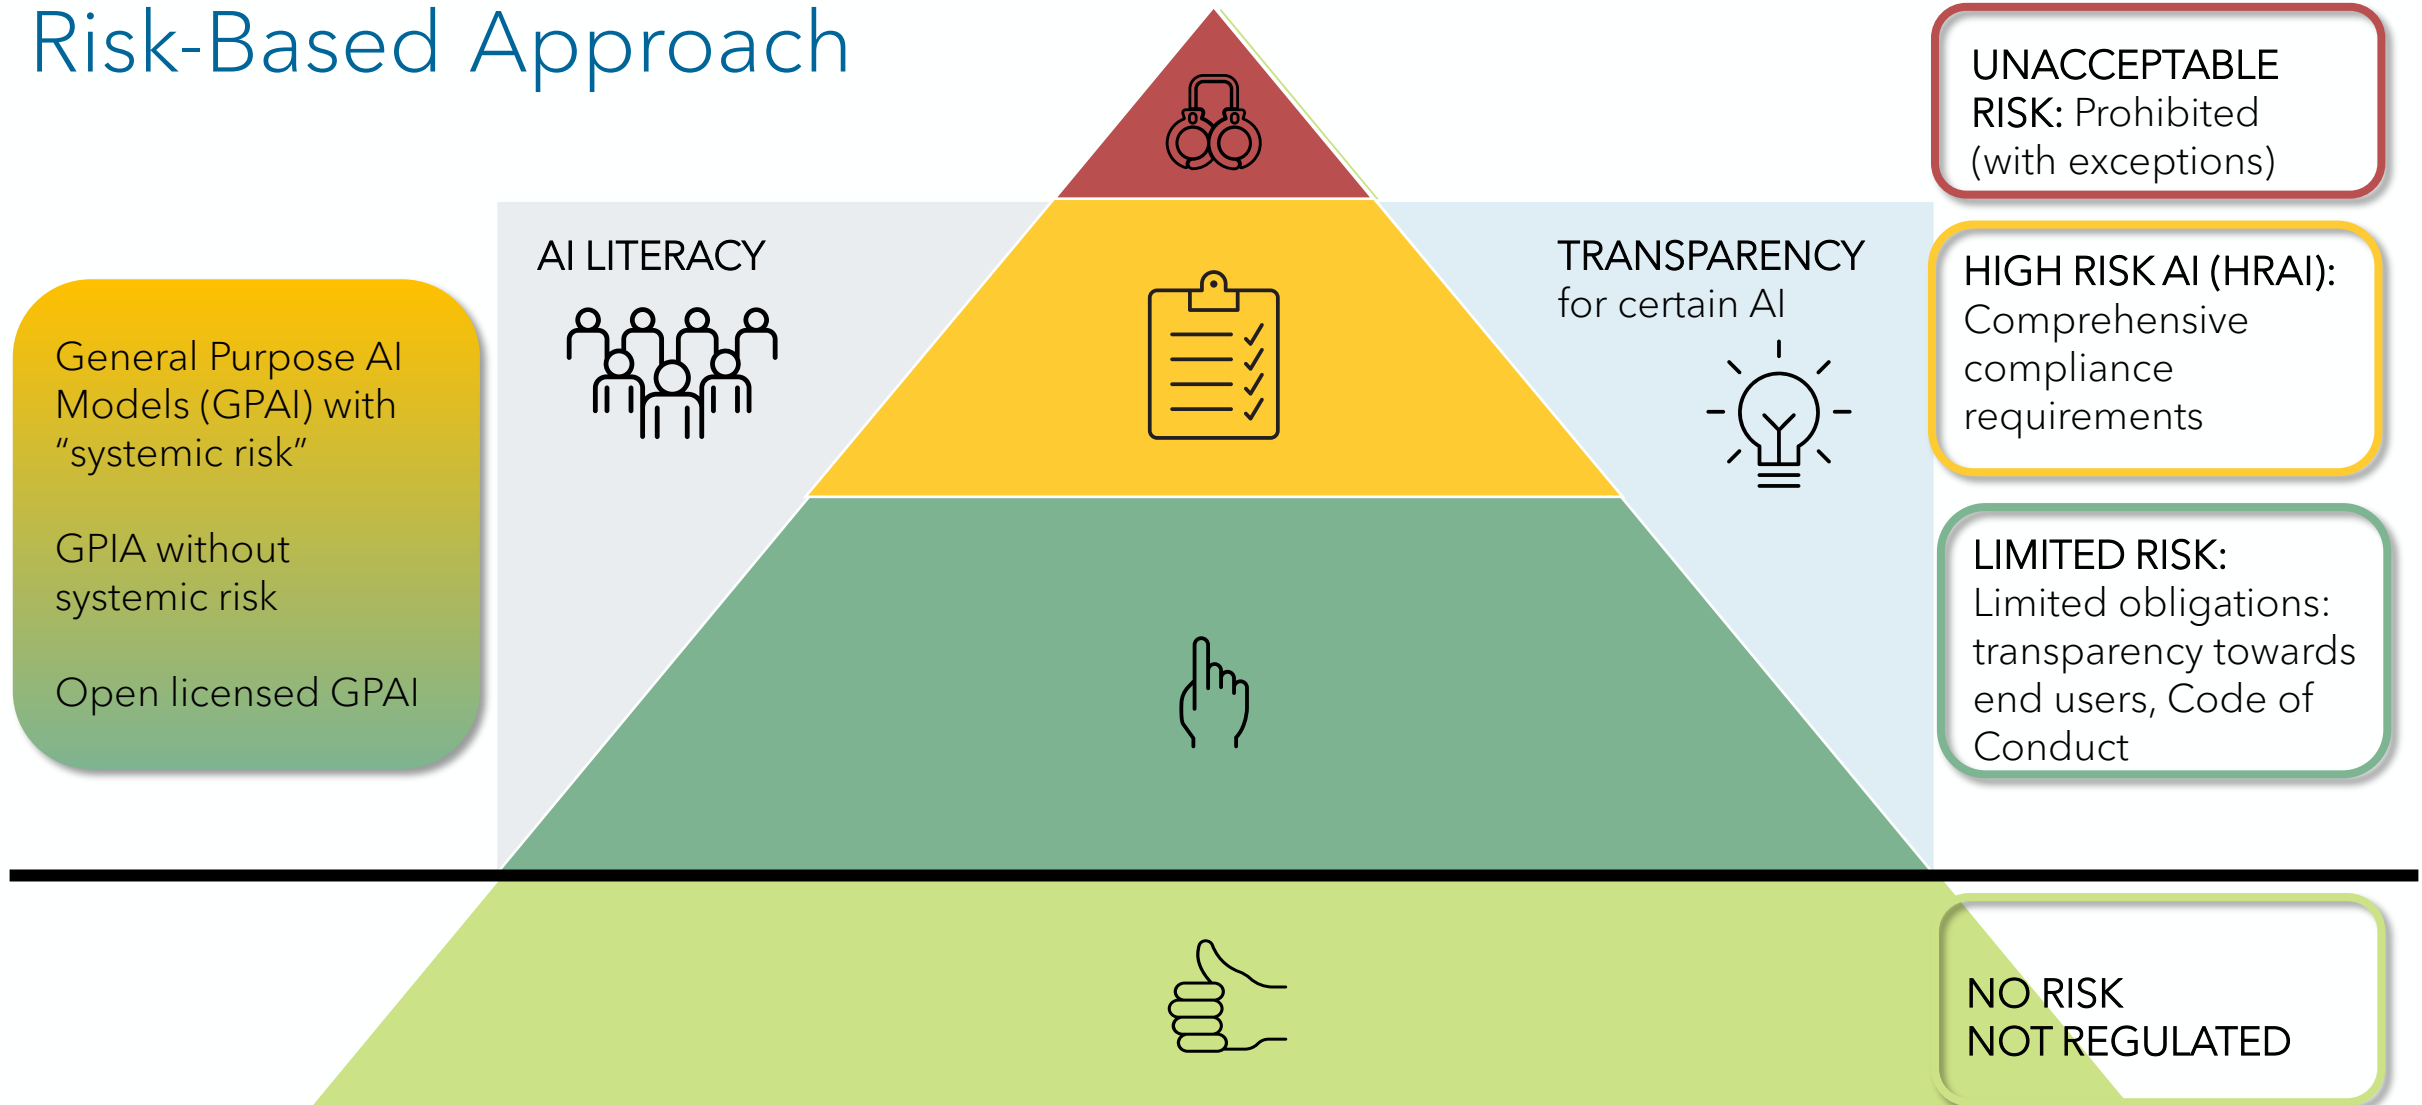 Risk-Based Approach
General Purpose AI
Models (GPAI) with
“systemic risk”
GPIA without
systemic risk
Open licensed GPAI
AI LITERACY
TRANSPARENCY
for certain AI
UNACCEPTABLE
RISK: Prohibited
(with exceptions)
HIGH RISK AI (HRAI):
Comprehensive
compliance
requirements
LIMITED RISK:
Limited obligations:
transparency towards
end users, Code of
Conduct
NO RISK
NOT REGULATED